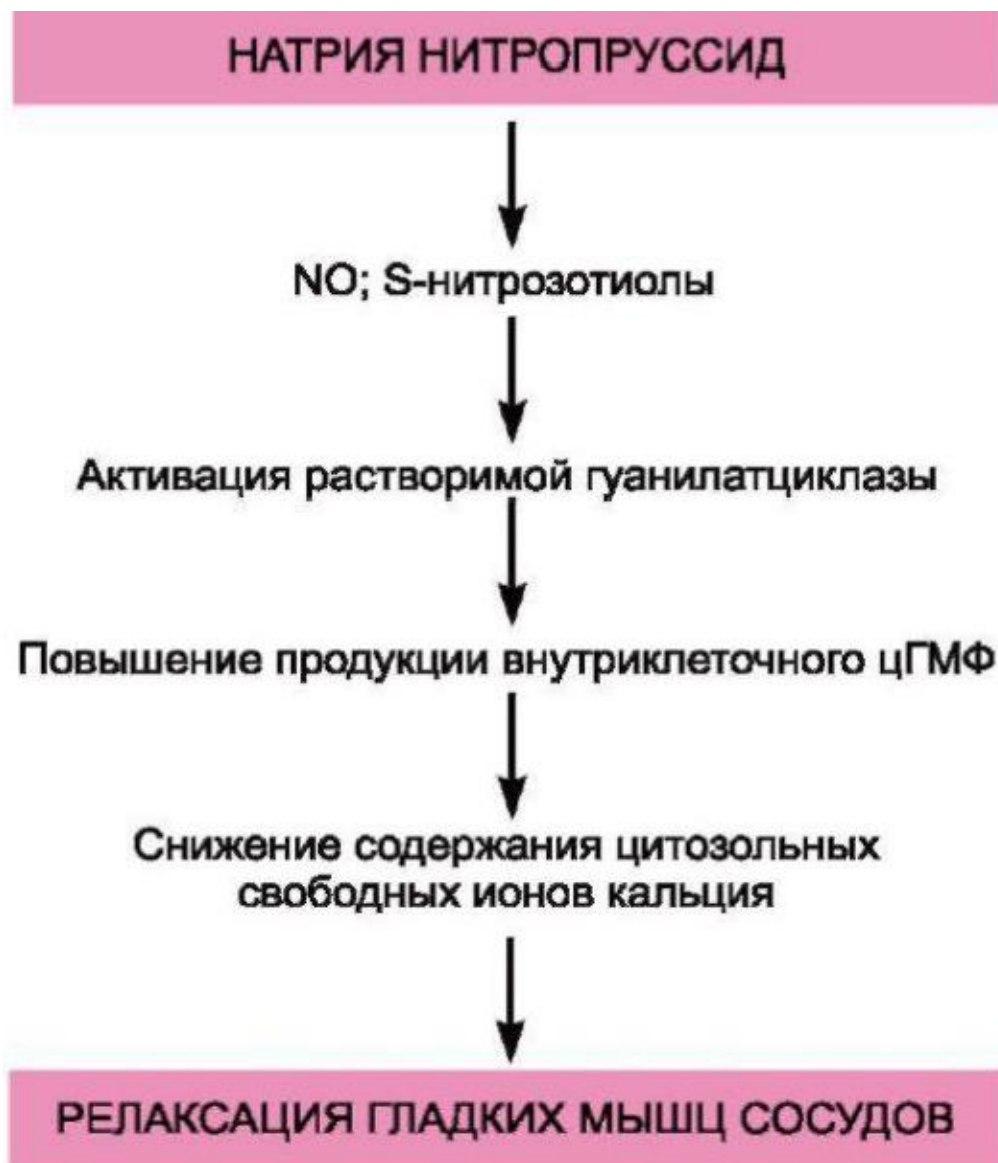 НАТРИЯ НИТРОПРУССИД
NO; S-нитрозотиолы
Активация растворимой гуанилатциклазы
Повышение продукции внутриклеточного цГМФ
Снижение содержания цитозольных
свободных ионов кальция
РЕЛАКСАЦИЯ ГЛАДКИХ МЫШЦ СОСУДОВ